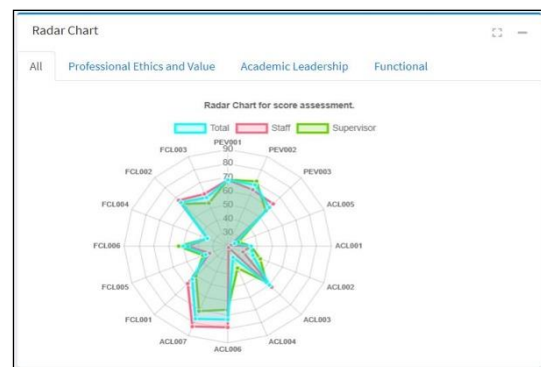 Radar Chart
All Professional Ethics and Value Academic Leadership Functional
Radar Chart for score assessment.
Total Staff Supervisor
PEV001
FCL003 PEV002
FCL002 PEV003
FCL004 ACL005
FCL006 ACL001
FCL005 ACL002
FCL001 ACL003
ACL007 ACL004
ACL006
90
80
70
60
50
40
30